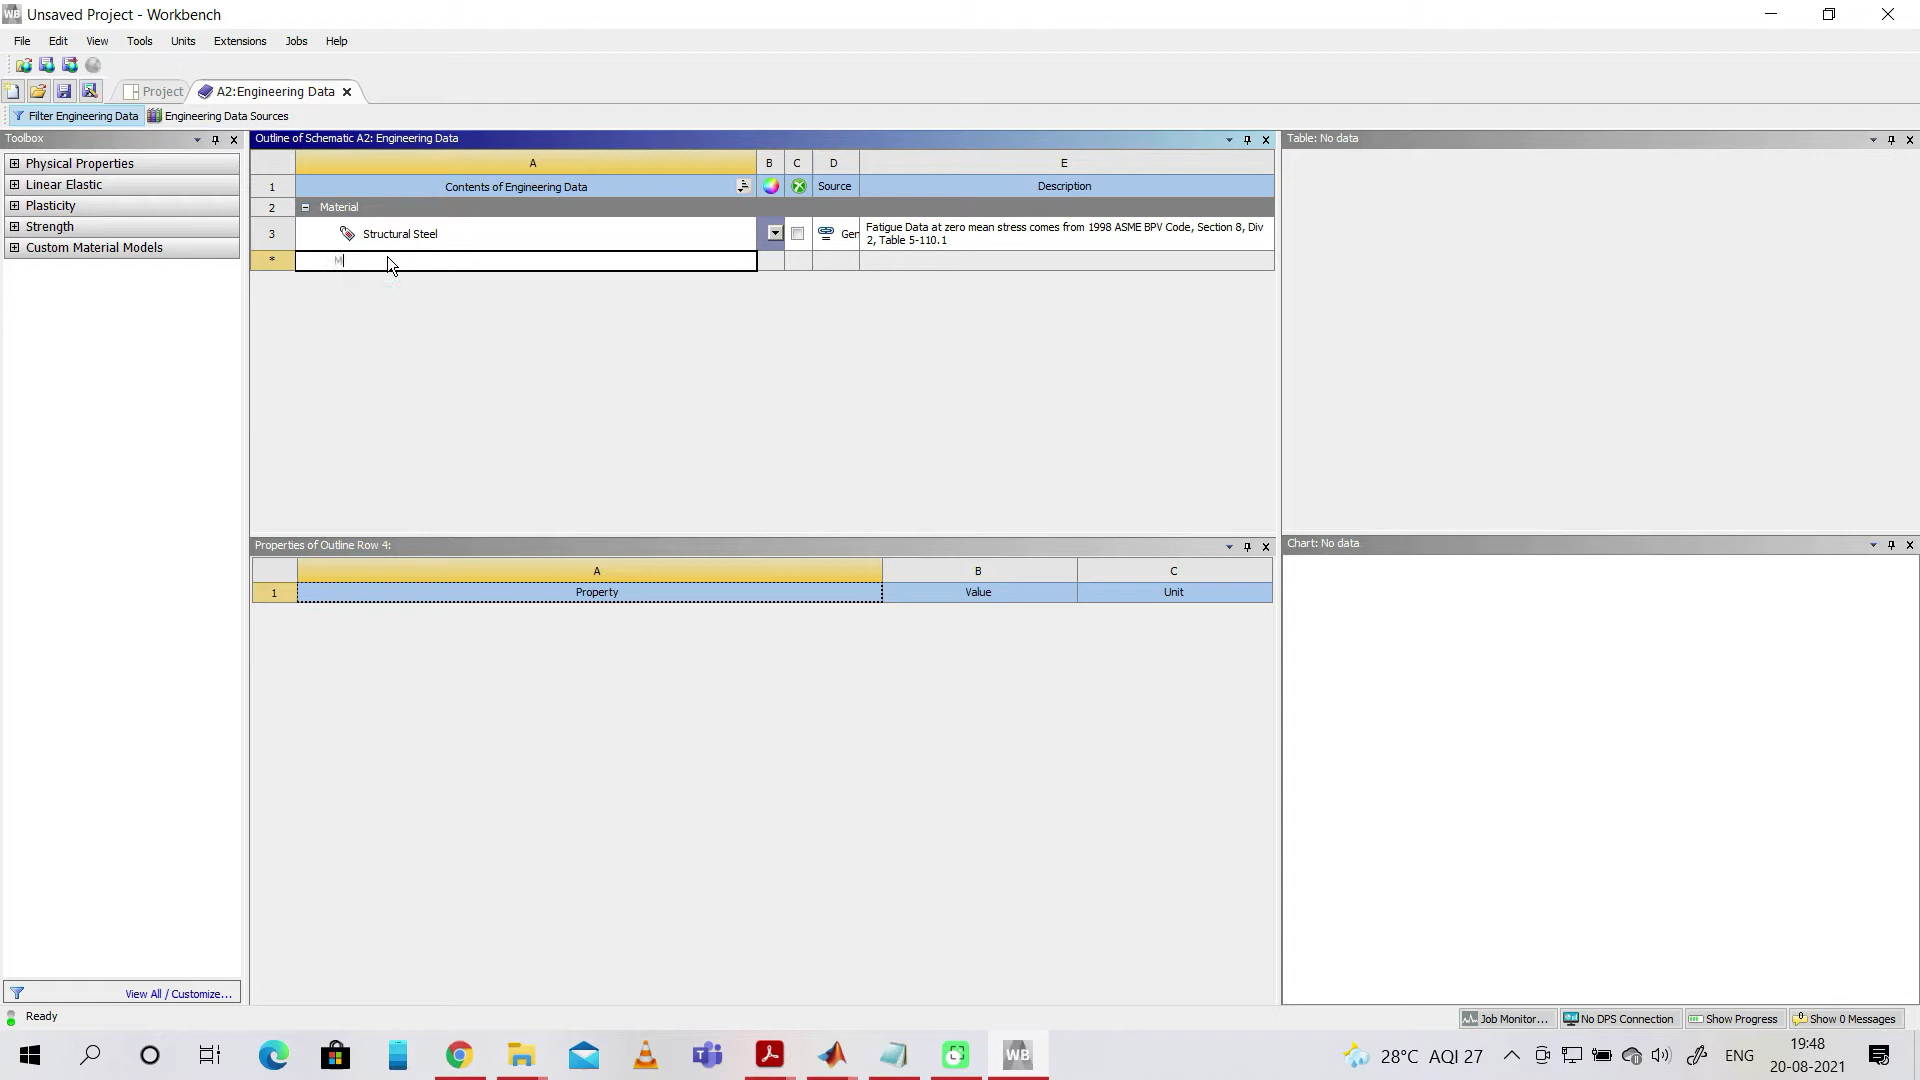 WB Unsaved Project - Workbench
File Edit View Tools Units Extensions Jobs Help
Project A2:Engineering Data
Filter Engineering Data Engineering Data Sources
Toolbox
Physical Properties
Linear Elastic
Plasticity
Strength
Custom Material Models
View All / Customize...
Outline of Schematic A2: Engineering Data
A B C D E
1 Contents of Engineering Data Source Description
2 Material
3 Structural Steel Gen Fatigue Data at zero mean stress comes from 1998 ASME BPV Code, Section 8, Div
2, Table 5-110.1
* M
Properties of Outline Row 4:
A B C
1 Property Value Unit
Table: No data
Chart: No data
Ready
Job Monitor... No DPS Connection Show Progress Show 0 Messages
WB
28°C AQI 27 ENG 19:48
20-08-2021